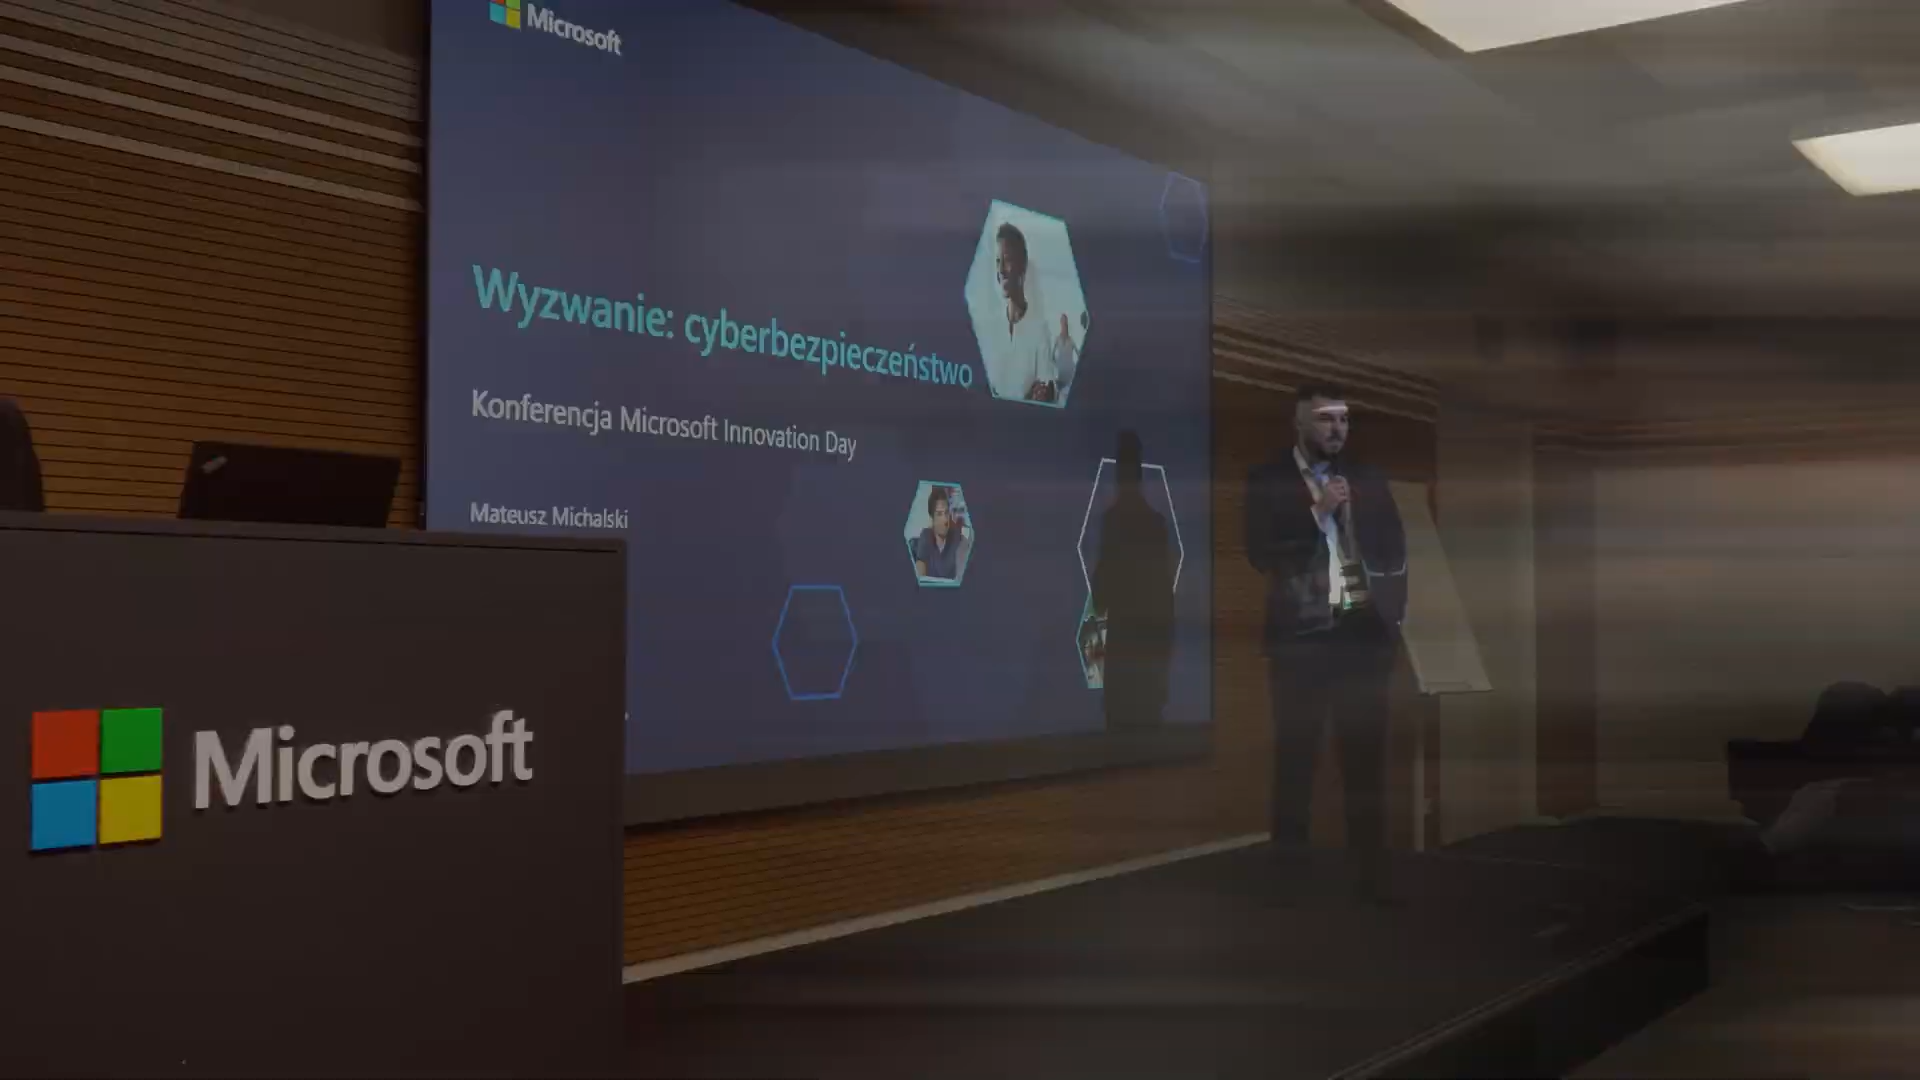 Microsoft
Wyzwanie: cyberbezpieczeństwo
Konferencja Microsoft Innovation Day
Mateusz Michalski
Microsoft